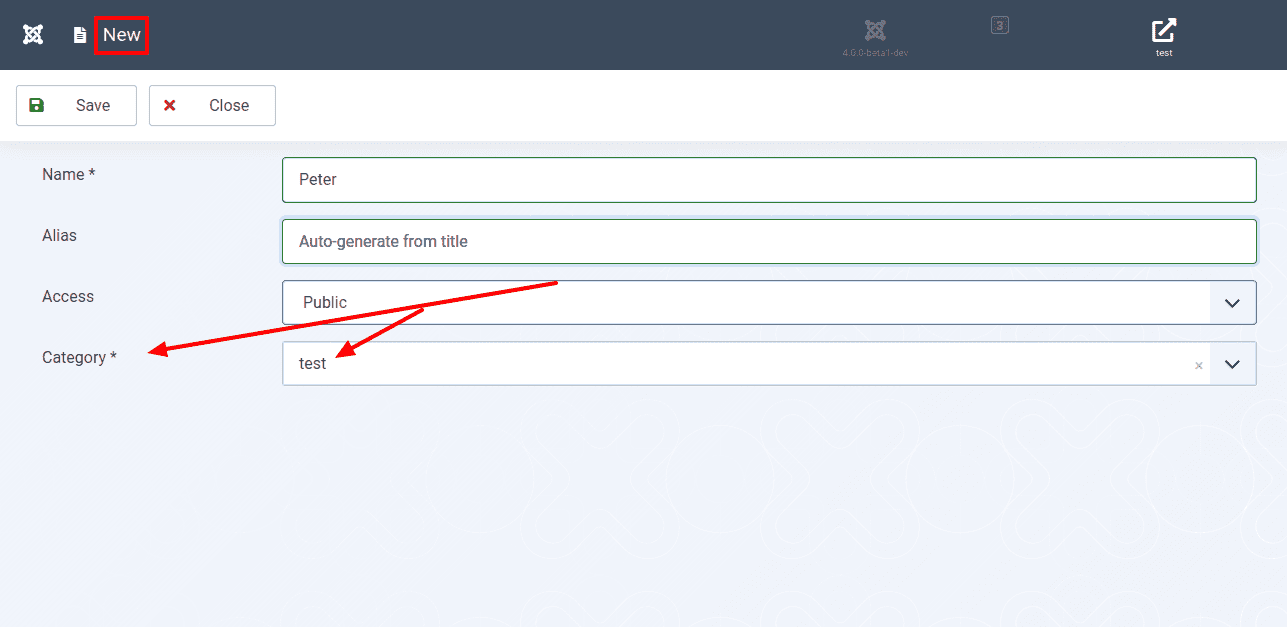 New
4.0.0-beta1-dev
3
test
Save
Close
Name *
Peter
Alias
Auto-generate from title
Access
Public
Category *
test